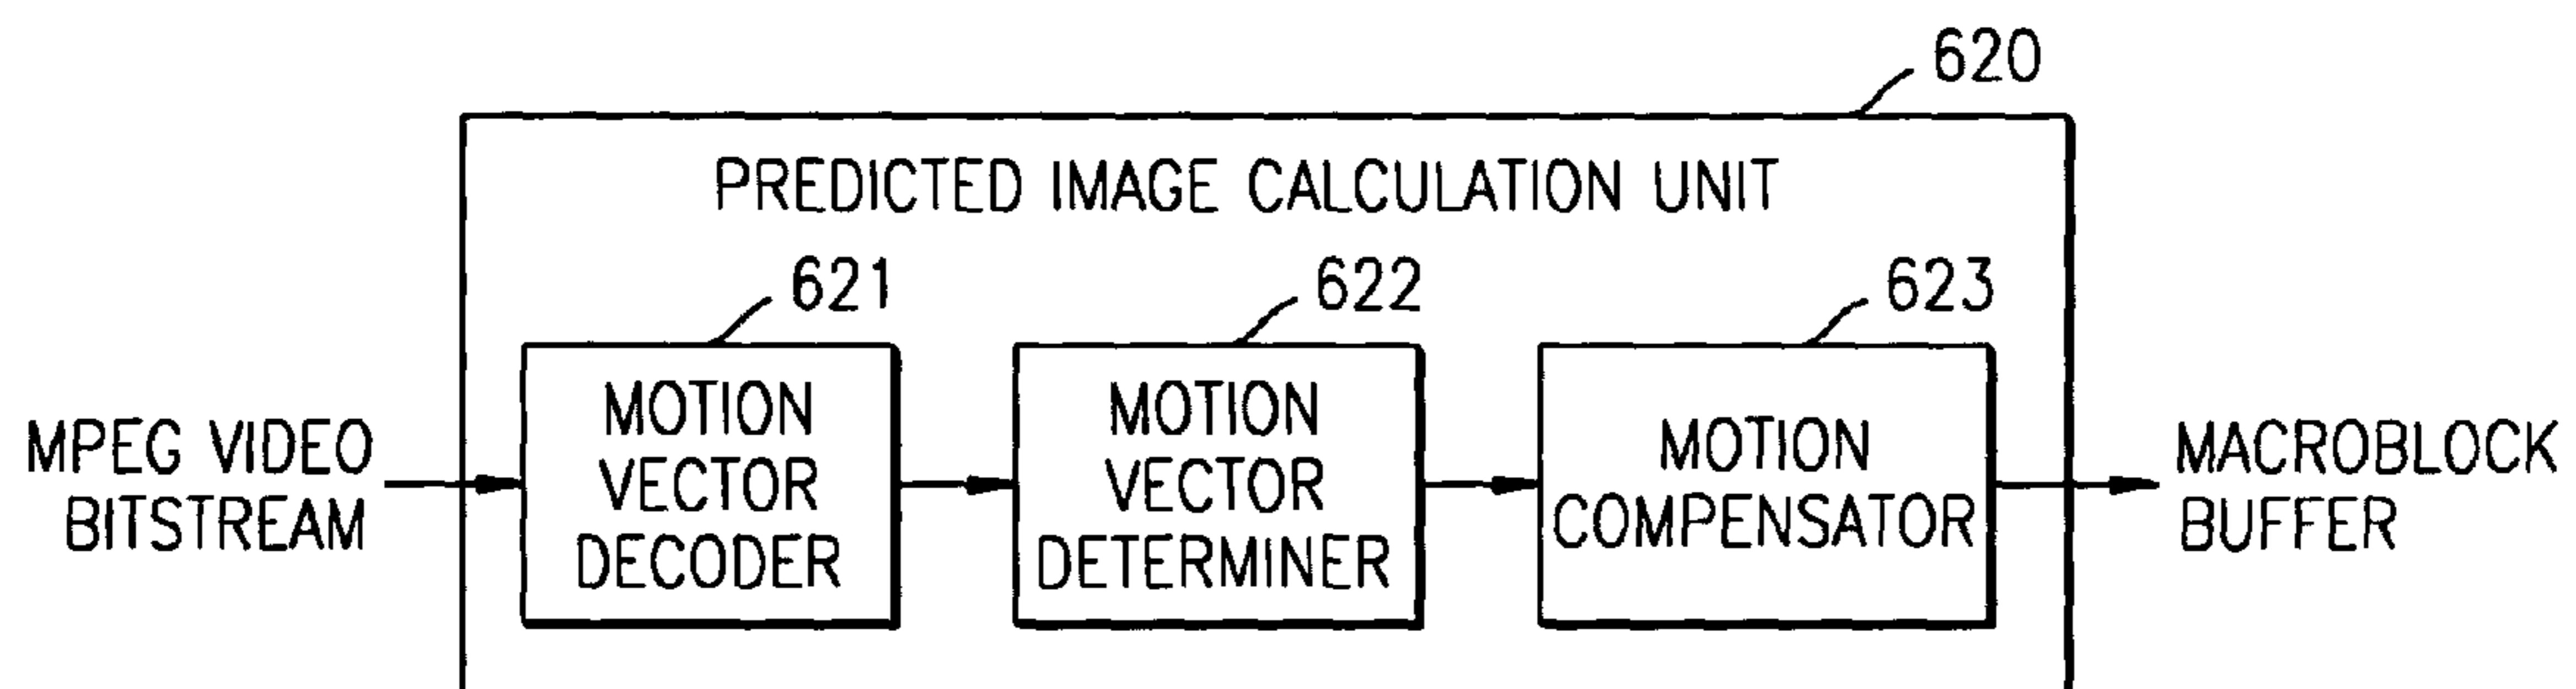 620
PREDICTED IMAGE CALCULATION UNIT
621
622
623
MPEG VIDEO
BITSTREAM
MOTION
VECTOR
DECODER
MOTION
VECTOR
DETERMINER
MOTION
COMPENSATOR
MACROBLOCK
BUFFER